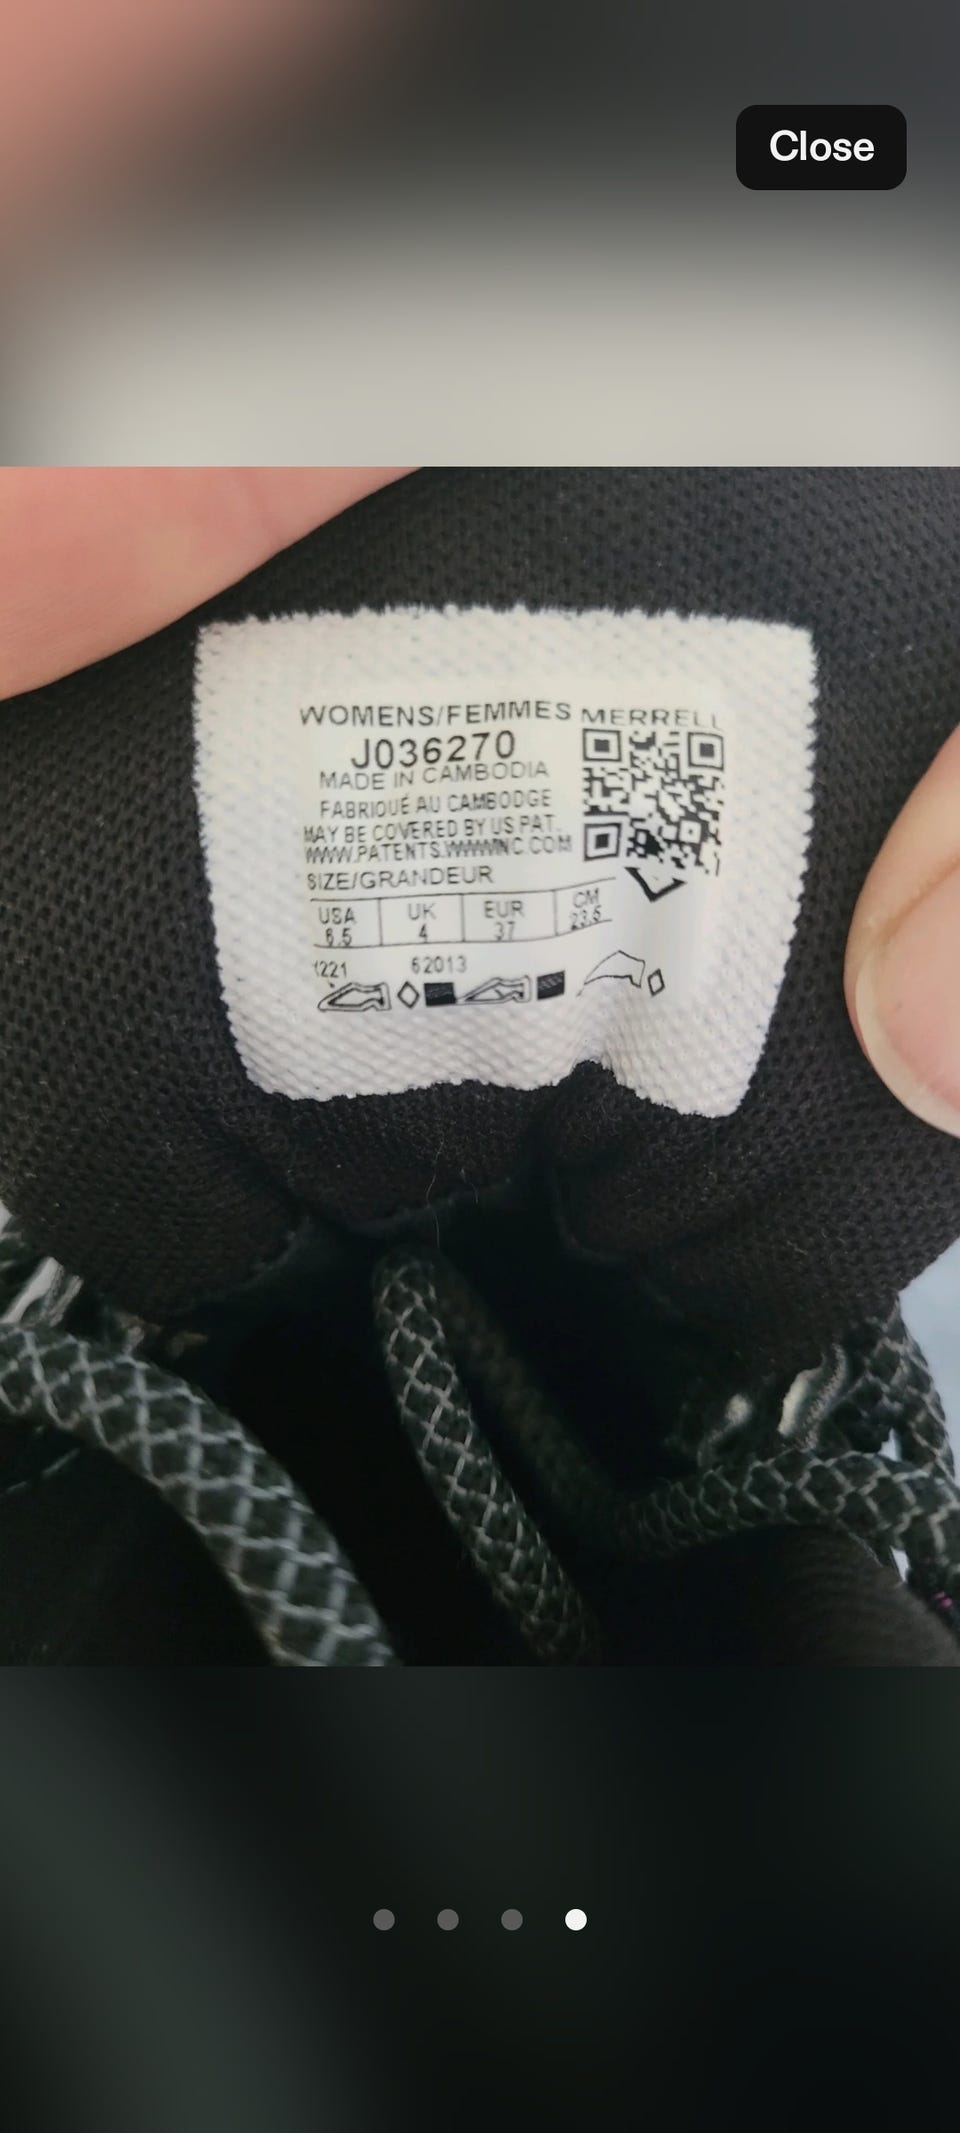 Close
WOMENS/FEMMES MERRELL
J036270
MADE IN CAMBODIA
FABRIQUÉ AU CAMBODGE
MAY BE COVERED BY US PAT.
WWW.PATENTS.WWWINC.COM
SIZE/GRANDEUR
USA UK EUR CM
6.5 4 37 23.5
1221 62013